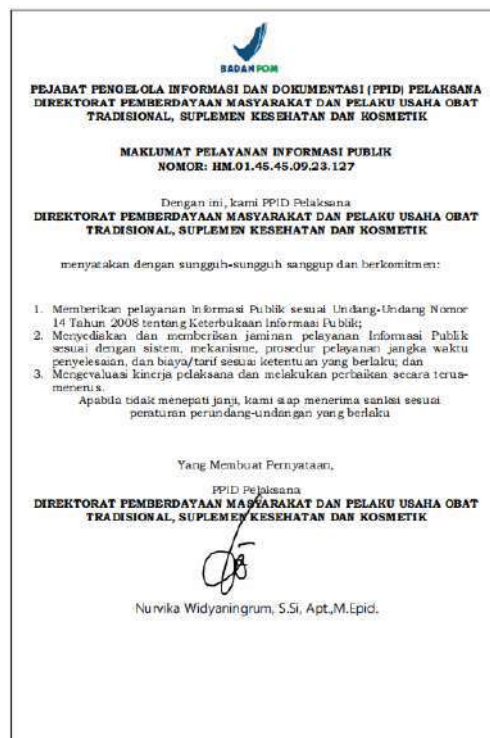 BADAN POM
PEJABAT PENGELOLA INFORMASI DAN DOKUMENTASI (PPID) PELAKSANA
DIREKTORAT PEMBERDAYAAN MASYARAKAT DAN PELAKU USAHA OBAT
TRADISIONAL, SUPLEMEN KESEHATAN DAN KOSMETIK
MAKLUMAT PELAYANAN INFORMASI PUBLIK
NOMOR: HM.01.45.45.09.23.127
Dengan ini, kami PPID Pelaksana
DIREKTORAT PEMBERDAYAAN MASYARAKAT DAN PELAKU USAHA OBAT
TRADISIONAL, SUPLEMEN KESEHATAN DAN KOSMETIK
menyatakan dengan sungguh-sungguh sanggup dan berkomitmen:
1. Memberikan pelayanan Informasi Publik sesuai Undang-Undang Nomor
14 Tahun 2008 tentang Keterbukaan Informasi Publik;
2. Menyediakan dan memberikan jaminan pelayanan Informasi Publik
sesuai dengan sistem, mekanisme, prosedur pelayanan jangka waktu
penyelesaian, dan biaya/tarif sesuai ketentuan yang berlaku; dan
3. Mengevaluasi kinerja pelaksana dan melakukan perbaikan secara terus-
menerus.
Apabila tidak menepati janji, kami siap menerima sanksi sesuai
peraturan perundang-undangan yang berlaku
Yang Membuat Pernyataan,
PPID Pelaksana
DIREKTORAT PEMBERDAYAAN MASYARAKAT DAN PELAKU USAHA OBAT
TRADISIONAL, SUPLEMEN KESEHATAN DAN KOSMETIK
Nurvika Widyaningrum, S.Si, Apt.,M.Epid.